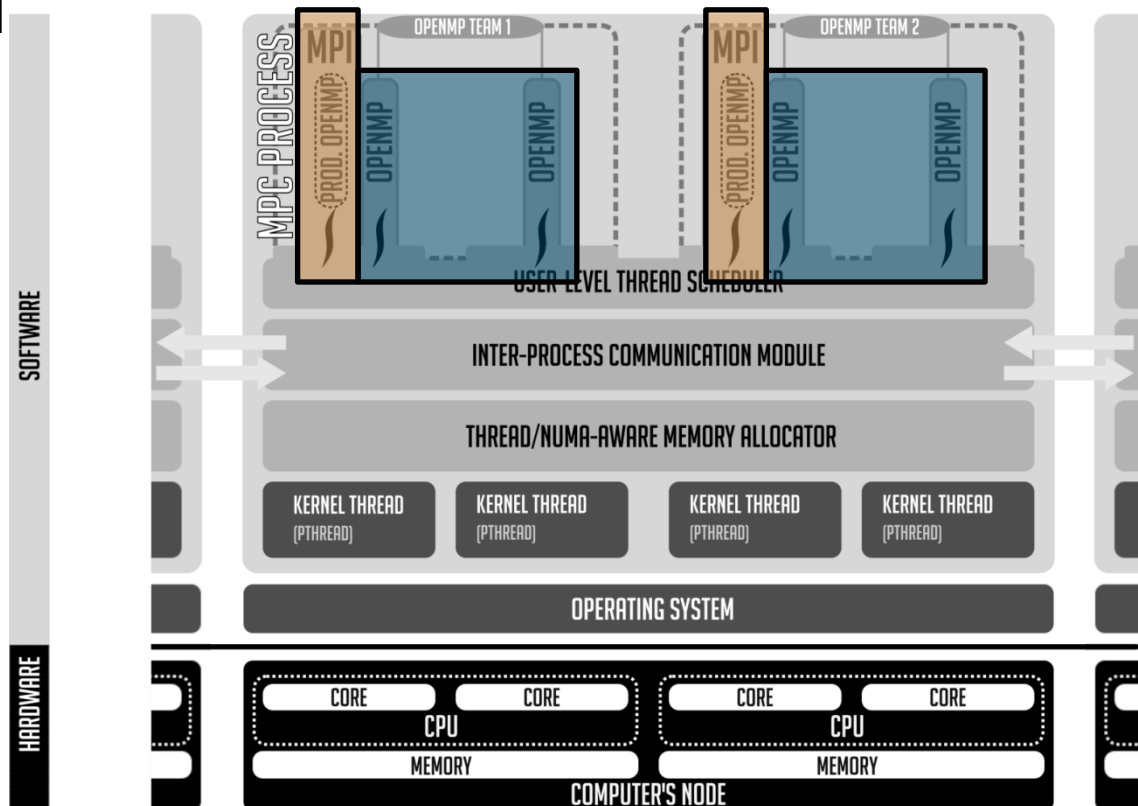 OPENMP TEAM 1
OPENMP TEAM 2
MPC PROCESS
MPI
PROD. OPENMP
OPENMP
OPENMP
MPI
PROD. OPENMP
OPENMP
OPENMP
USER-LEVEL THREAD SCHEDULER
SOFTWARE
INTER-PROCESS COMMUNICATION MODULE
THREAD/NUMA-AWARE MEMORY ALLOCATOR
KERNEL THREAD
(PTHREAD)
KERNEL THREAD
(PTHREAD)
KERNEL THREAD
(PTHREAD)
KERNEL THREAD
(PTHREAD)
OPERATING SYSTEM
HARDWARE
CORE
CORE
CPU
CORE
CORE
CPU
MEMORY
MEMORY
COMPUTER'S NODE